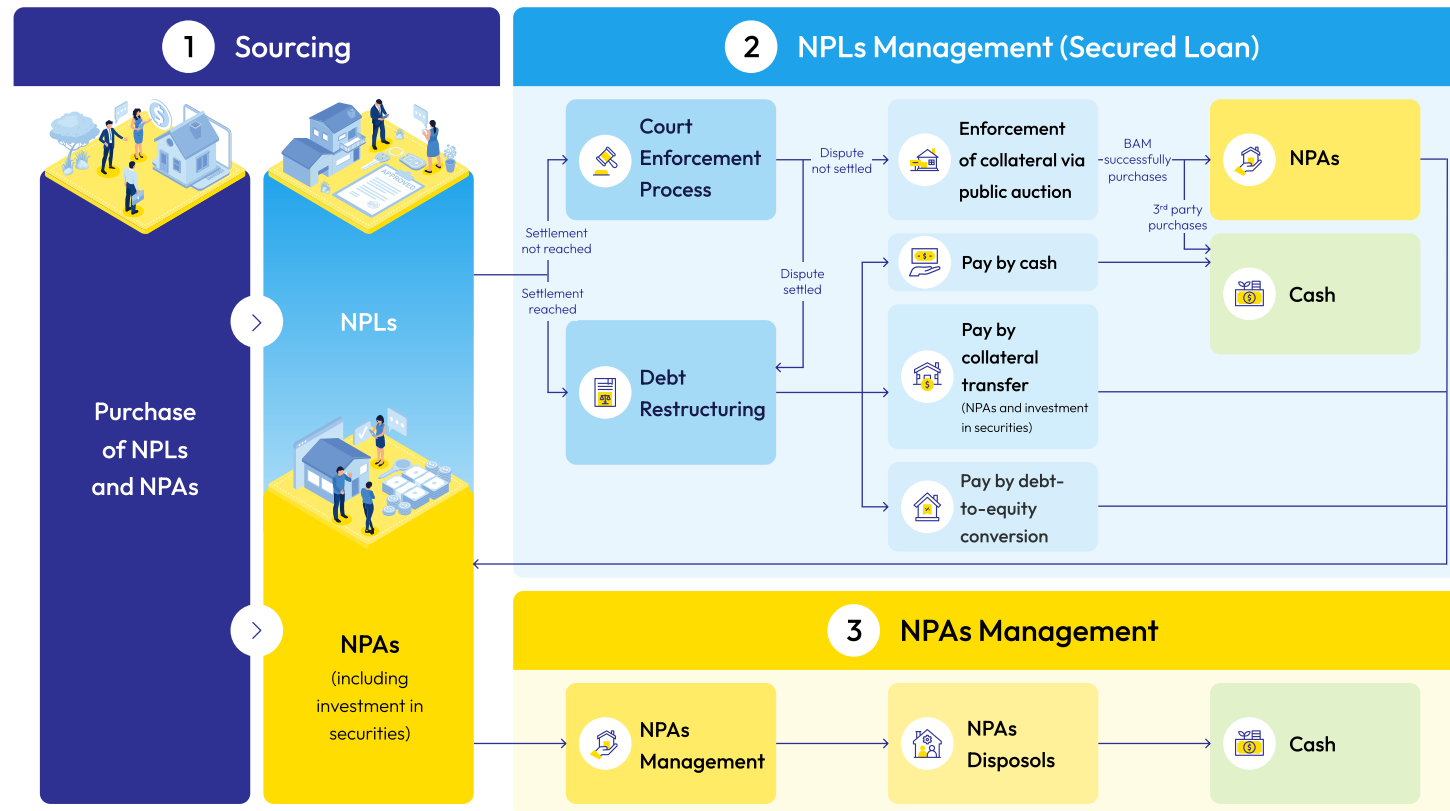 1 Sourcing
2 NPLs Management (Secured Loan)
APPROVED
Purchase
of NPLs
and NPAs
NPLs
NPAs
(including
investment in
securities)
Settlement
not reached
Settlement
reached
Court
Enforcement
Process
Dispute
not settled
Dispute
settled
Debt
Restructuring
Enforcement
of collateral via
public auction
BAM
successfully
purchases
3rd party
purchases
NPAs
Pay by cash
Cash
Pay by
collateral
transfer
(NPAs and investment
in securities)
Pay by debt-
to-equity
conversion
3 NPAs Management
NPAs
Management
NPAs
Disposols
Cash